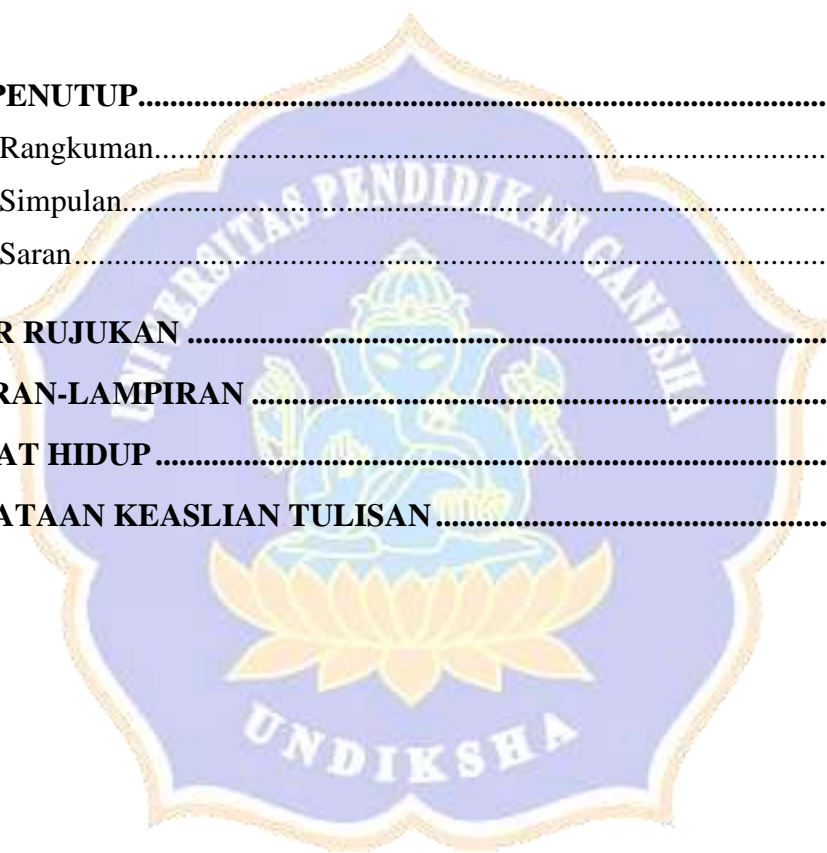 PENUTUP........................................................................................
Rangkuman.....................................................................................
Simpulan.........................................................................................
Saran...............................................................................................
R RUJUKAN ..................................................................................
RAN-LAMPIRAN ..........................................................................
AT HIDUP ......................................................................................
ATAAN KEASLIAN TULISAN ..................................................
UNIVERSITAS PENDIDIKAN GANESHA
UNDIKSHA